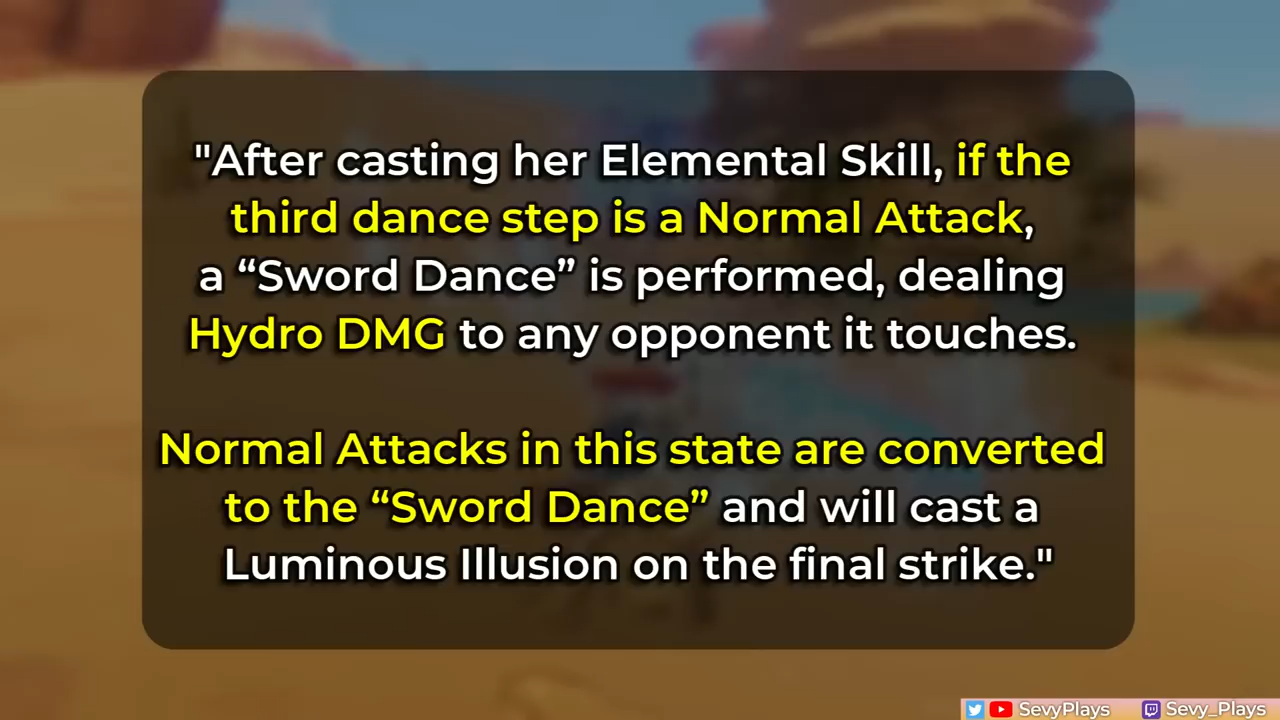 "After casting her Elemental Skill, if the
third dance step is a Normal Attack,
a “Sword Dance” is performed, dealing
Hydro DMG to any opponent it touches.
Normal Attacks in this state are converted
to the “Sword Dance” and will cast a
Luminous Illusion on the final strike."
SevyPlays Sevy_Plays